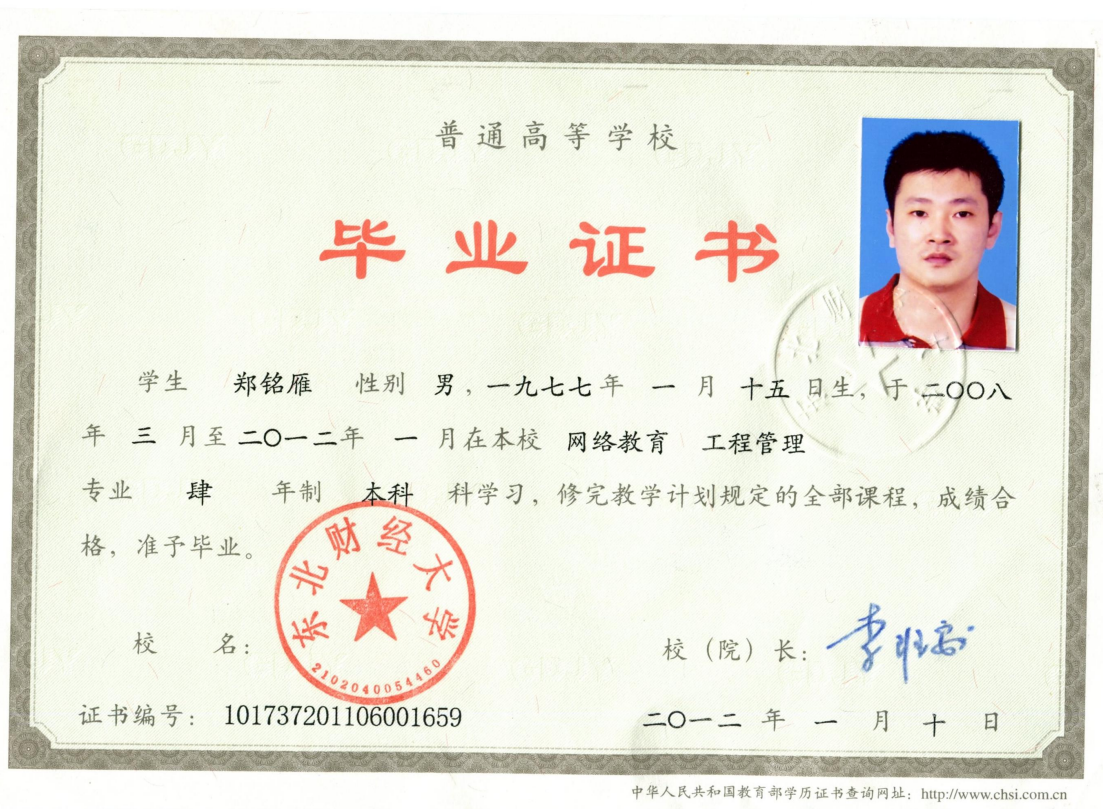 普通高等学校
毕业证书
学生 郑铭雁 性别 男，一九七七年 一 月 十五 日生，于 二〇〇八
年 三 月至 二〇一二年 一 月在本校 网络教育 工程管理
专业 肆 年制 本科 科学习，修完教学计划规定的全部课程，成绩合
格，准予毕业。
东北财经大学
2102040054460
校 名：
校（院）长：
证书编号：101737201106001659
二〇一二 年 一 月 十 日
中华人民共和国教育部学历证书查询网址：http://www.chsi.com.cn